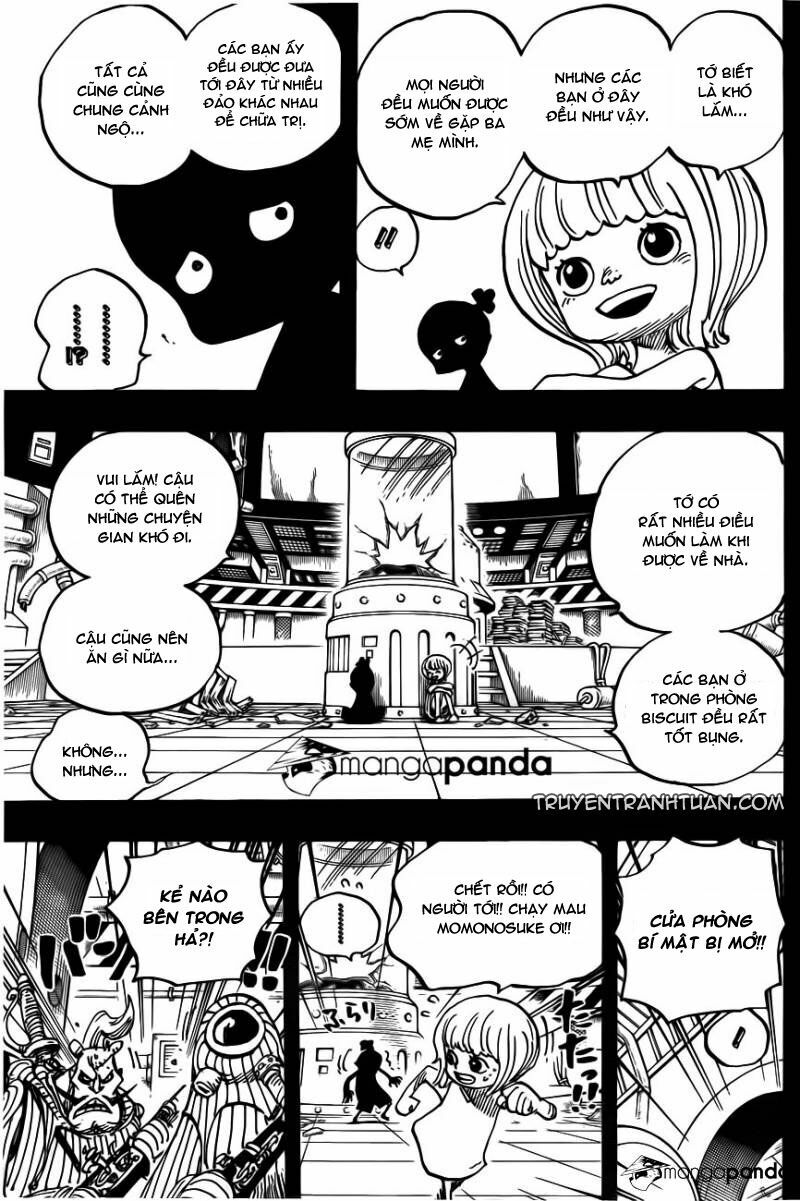 TỚ BIẾT
LÀ KHÓ
LẮM...
NHƯNG CÁC
BẠN Ở ĐÂY
ĐỀU NHƯ VẬY.
MỌI NGƯỜI
ĐỀU MUỐN ĐƯỢC
SỚM VỀ GẶP BA
MẸ MÌNH.
!!
CÁC BẠN ẤY
ĐỀU ĐƯỢC ĐƯA
TỚI ĐÂY TỪ NHIỀU
ĐẢO KHÁC NHAU
ĐỂ CHỮA TRỊ.
TẤT CẢ
CŨNG CÙNG
CHUNG CẢNH
NGỘ...
!?
TỚ CÓ
RẤT NHIỀU ĐIỀU
MUỐN LÀM KHI
ĐƯỢC VỀ NHÀ.
CÁC BẠN Ở
TRONG PHÒNG
BISCUIT ĐỀU RẤT
TỐT BỤNG.
VUI LẮM! CẬU
CÓ THỂ QUÊN
NHỮNG CHUYỆN
GIAN KHÓ ĐI.
CẬU CŨNG NÊN
ĂN GÌ NỮA...
KHÔNG...
NHƯNG...
mangapanda
TRUYENTRANHTUAN.COM
CỬA PHÒNG
BÍ MẬT BỊ MỞ!!
!
CHẾT RỒI!! CÓ
NGƯỜI TỚI!! CHẠY MAU
MOMONOSUKE ƠI!!
ふらり
KẺ NÀO
BÊN TRONG
HẢ?!
mangapanda